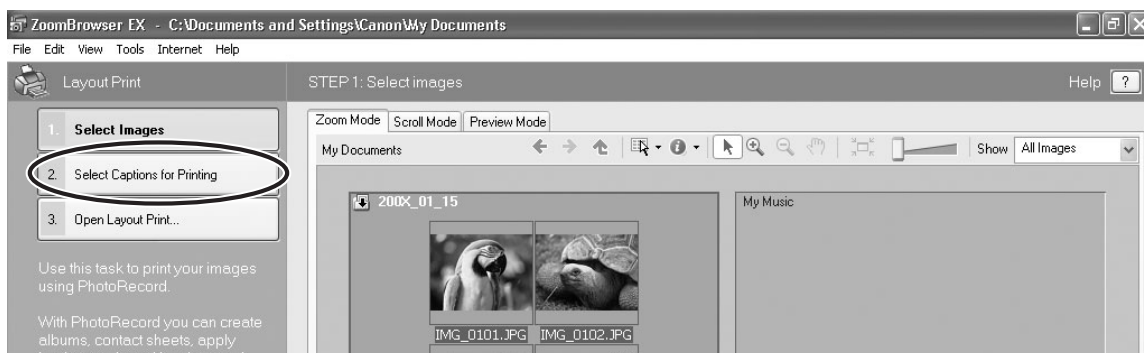 ZoomBrowser EX - C:\Documents and Settings\Canon\My Documents
File Edit View Tools Internet Help
Layout Print
STEP 1: Select images
Help ?
1. Select Images
2. Select Captions for Printing
3. Open Layout Print...
Use this task to print your images
using PhotoRecord.
With PhotoRecord you can create
albums, contact sheets, apply
Zoom Mode Scroll Mode Preview Mode
My Documents
Show All Images
200X_01_15
My Music
IMG_0101.JPG IMG_0102.JPG